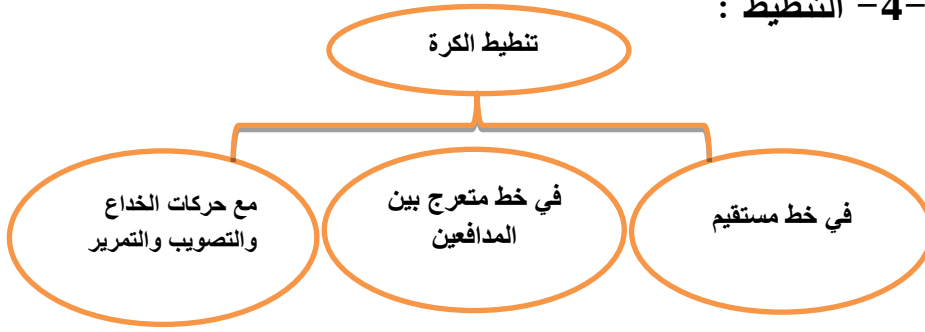 -4- التنطيط :
تنطيط الكرة
في خط مستقيم
في خط متعرج بين
المدافعين
مع حركات الخداع
والتصويب والتمرير